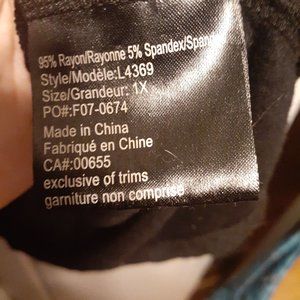 95% Rayon/Rayonne 5% Spandex/Span
Style/Modèle:L4369
Size/Grandeur: 1X
PO#:F07-0674
Made in China
Fabriqué en Chine
CA#:00655
exclusive of trims
garniture non comprise